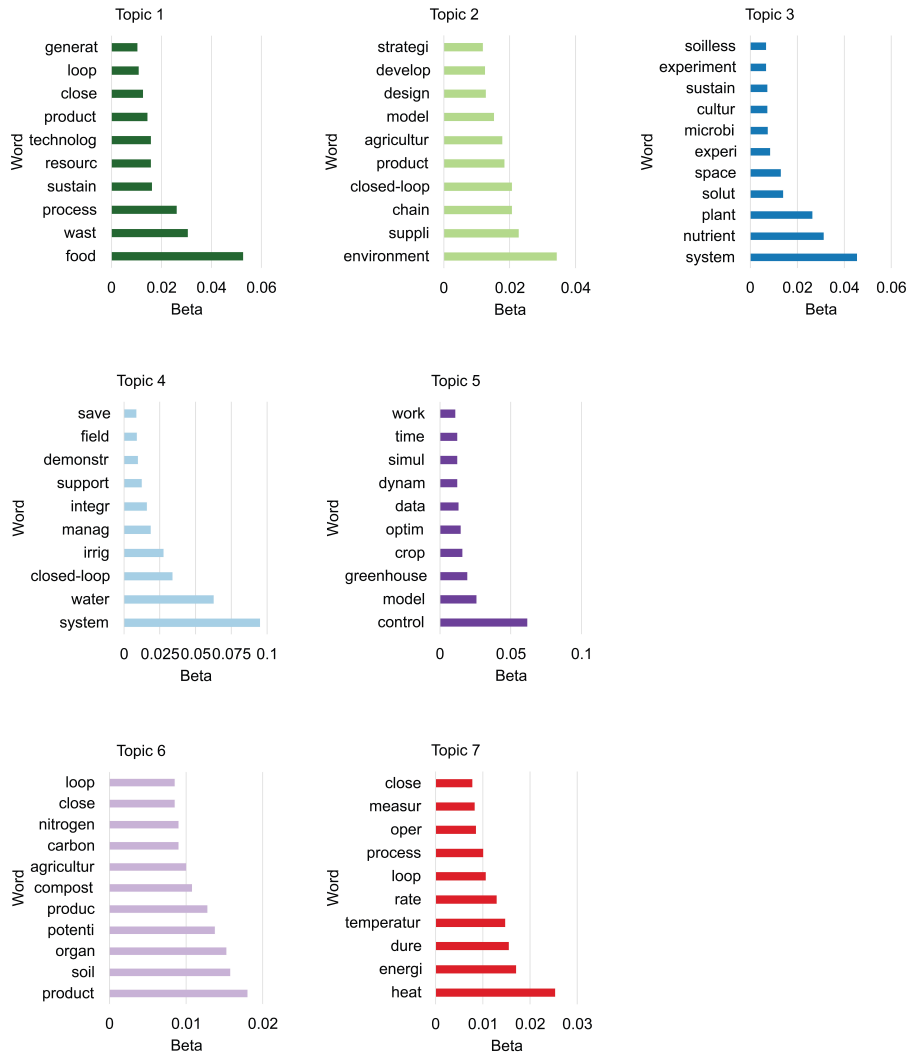 Topic 1
Word
generat
loop
close
product
technolog
resourc
sustain
process
wast
food
0 0.02 0.04 0.06
Beta
Topic 2
Word
strategi
develop
design
model
agricultur
product
closed-loop
chain
suppli
environment
0 0.02 0.04
Beta
Topic 3
Word
soilless
experiment
sustain
cultur
microbi
experi
space
solut
plant
nutrient
system
0 0.02 0.04 0.06
Beta
Topic 4
Word
save
field
demonstr
support
integr
manag
irrig
closed-loop
water
system
0 0.025 0.05 0.075 0.1
Beta
Topic 5
Word
work
time
simul
dynam
data
optim
crop
greenhouse
model
control
0 0.05 0.1
Beta
Topic 6
Word
loop
close
nitrogen
carbon
agricultur
compost
produc
potenti
organ
soil
product
0 0.01 0.02
Beta
Topic 7
Word
close
measur
oper
process
loop
rate
temperatur
dure
energi
heat
0 0.01 0.02 0.03
Beta